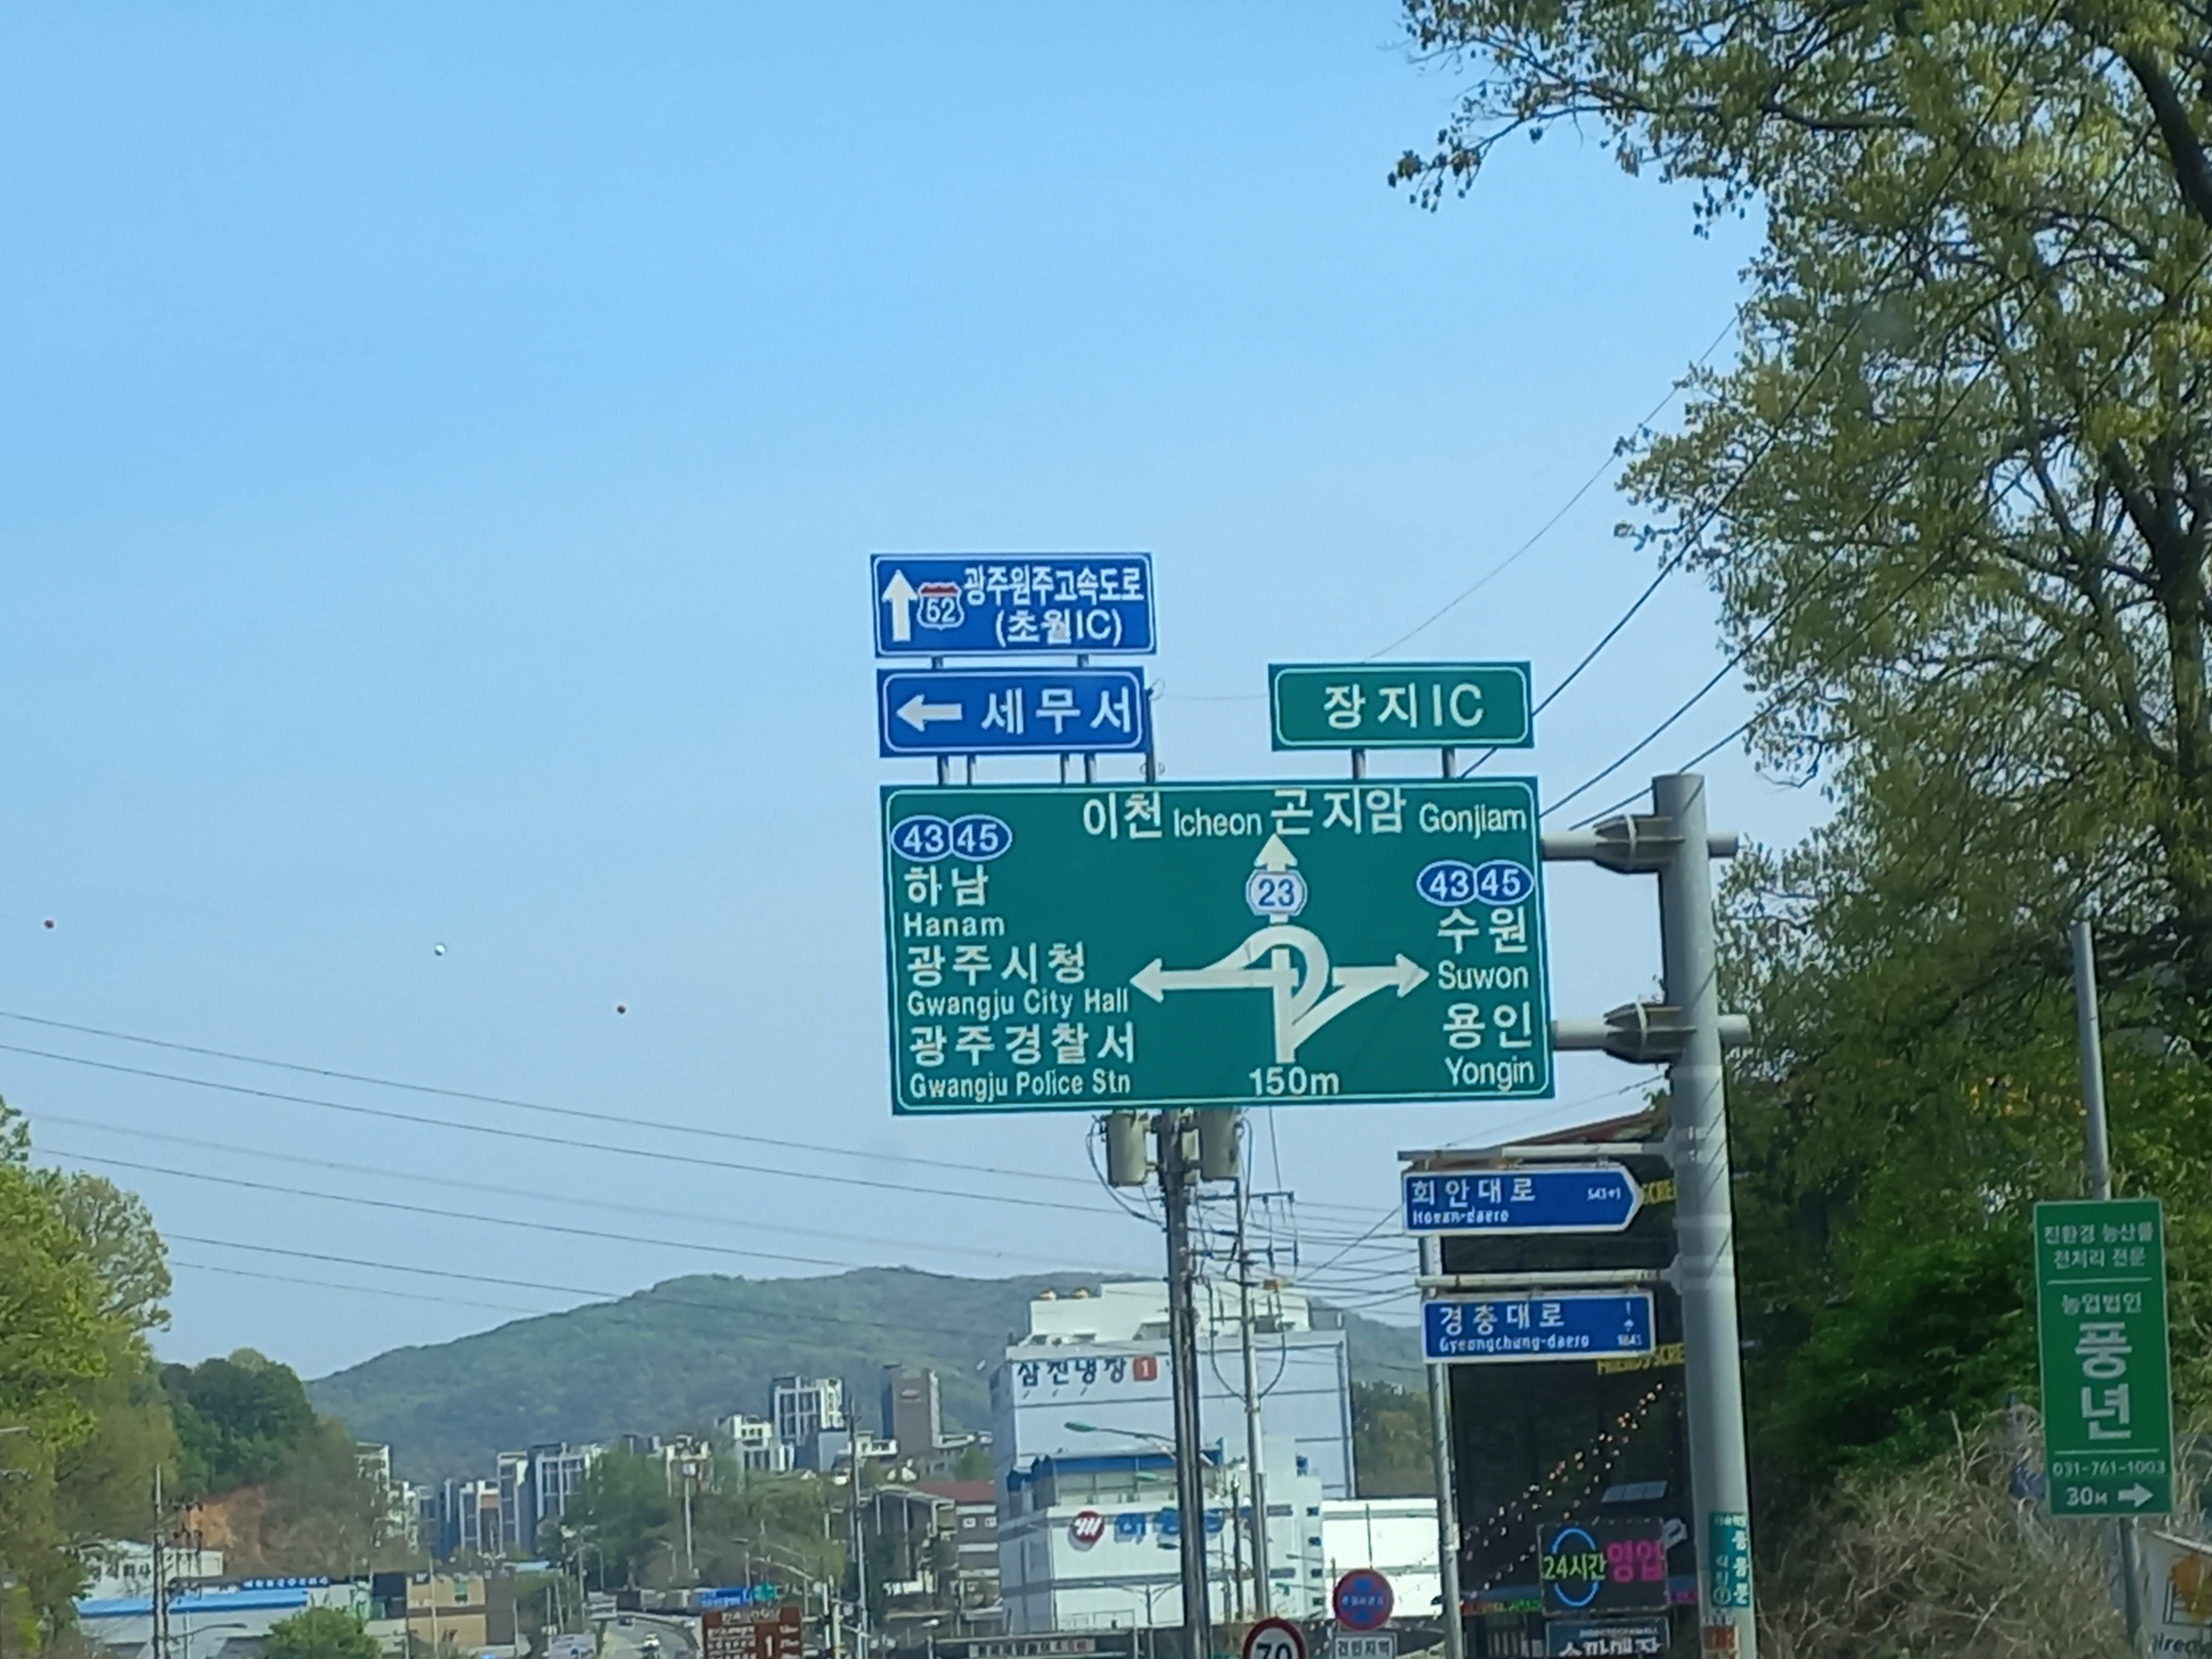 52 광주원주고속도로
(초월IC)
세무서
장지IC
이천 Icheon 곤지암 Gonjiam
43 45
하남
Hanam
광주시청
Gwangju City Hall
광주경찰서
Gwangju Police Stn
23
150m
43 45
수원
Suwon
용인
Yongin
회안대로
Hoean-daero
경충대로
Gyeongchung-daero
삼진냉장 1
친환경 농산물
전처리 전문
농업법인
풍년
031-761-1003
30M
24시간 영업
70
견인지역